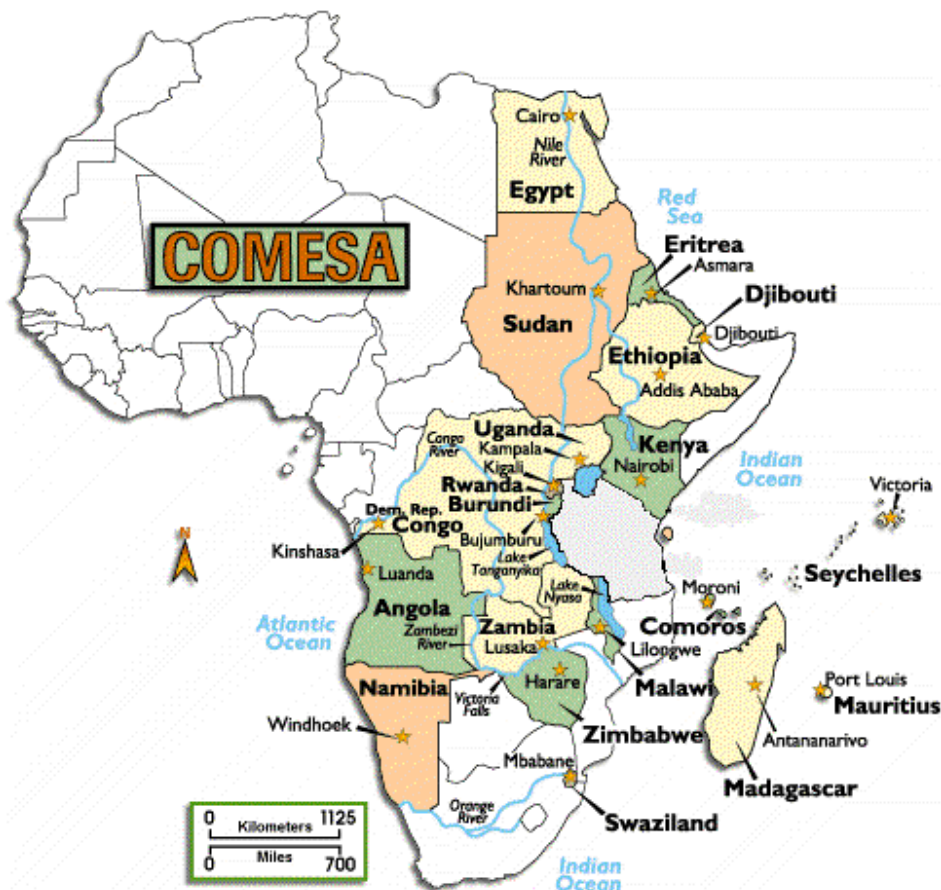 Cairo
Nile
River
Egypt
Red
Sea
COMESA
Eritrea
Asmara
Khartoum
Djibouti
Sudan
Djibouti
Ethiopia
Addis Ababa
Uganda
Congo
River
Kampala
Kenya
Kigali
Nairobi
Indian
Ocean
Victoria
Rwanda
Burundi
Dem. Rep.
Congo
Bujumburu
Kinshasa
Lake
Tanganyika
N
Luanda
Lake
Nyasa
Moroni
Seychelles
Angola
Atlantic
Ocean
Zambezi
River
Zambia
Lusaka
Comoros
Lilongwe
Namibia
Victoria
Falls
Harare
Malawi
Port Louis
Mauritius
Windhoek
Zimbabwe
Antananarivo
Mbabane
Madagascar
Orange
River
Swaziland
0 1125
Kilometers
Miles
0 700
Indian
Ocean